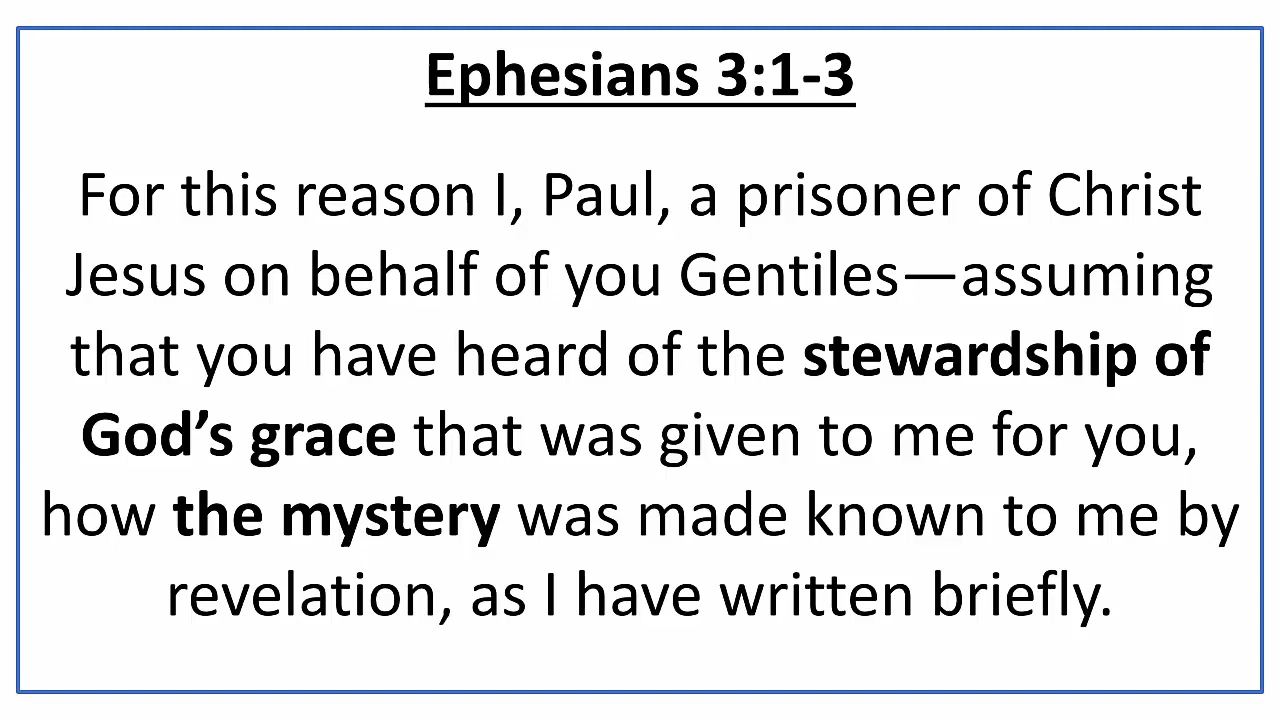 Ephesians 3:1-3
For this reason I, Paul, a prisoner of Christ
Jesus on behalf of you Gentiles—assuming
that you have heard of the stewardship of
God’s grace that was given to me for you,
how the mystery was made known to me by
revelation, as I have written briefly.